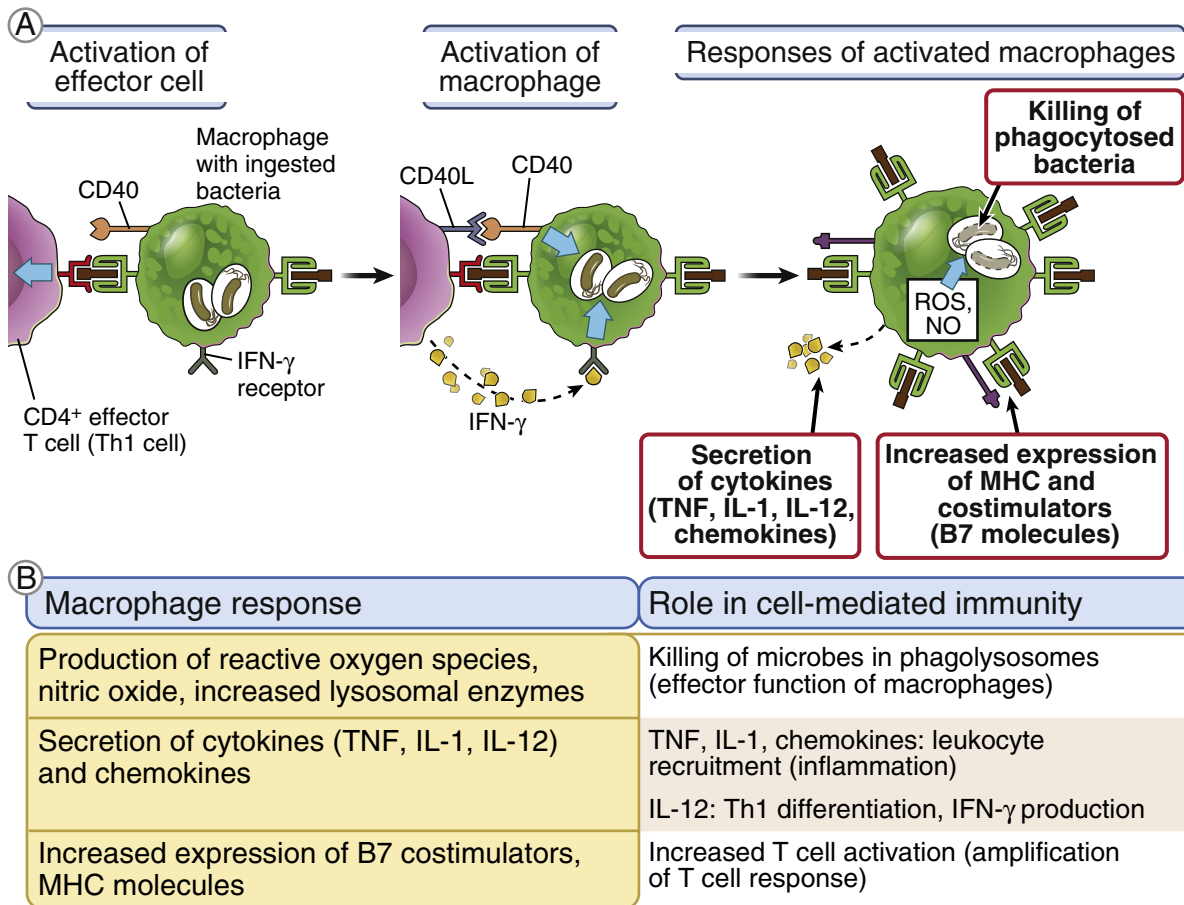 A
Activation of
effector cell
Activation of
macrophage
Responses of activated macrophages
Killing of
phagocytosed
bacteria
Macrophage
with ingested
bacteria
CD40
CD40L
CD40
ROS,
NO
IFN-γ
receptor
CD4+ effector
T cell (Th1 cell)
IFN-γ
Secretion
of cytokines
(TNF, IL-1, IL-12,
chemokines)
Increased expression
of MHC and
costimulators
(B7 molecules)
B
Macrophage response
Role in cell-mediated immunity
Production of reactive oxygen species,
nitric oxide, increased lysosomal enzymes
Killing of microbes in phagolysosomes
(effector function of macrophages)
Secretion of cytokines (TNF, IL-1, IL-12)
and chemokines
TNF, IL-1, chemokines: leukocyte
recruitment (inflammation)
IL-12: Th1 differentiation, IFN-γ production
Increased expression of B7 costimulators,
MHC molecules
Increased T cell activation (amplification
of T cell response)